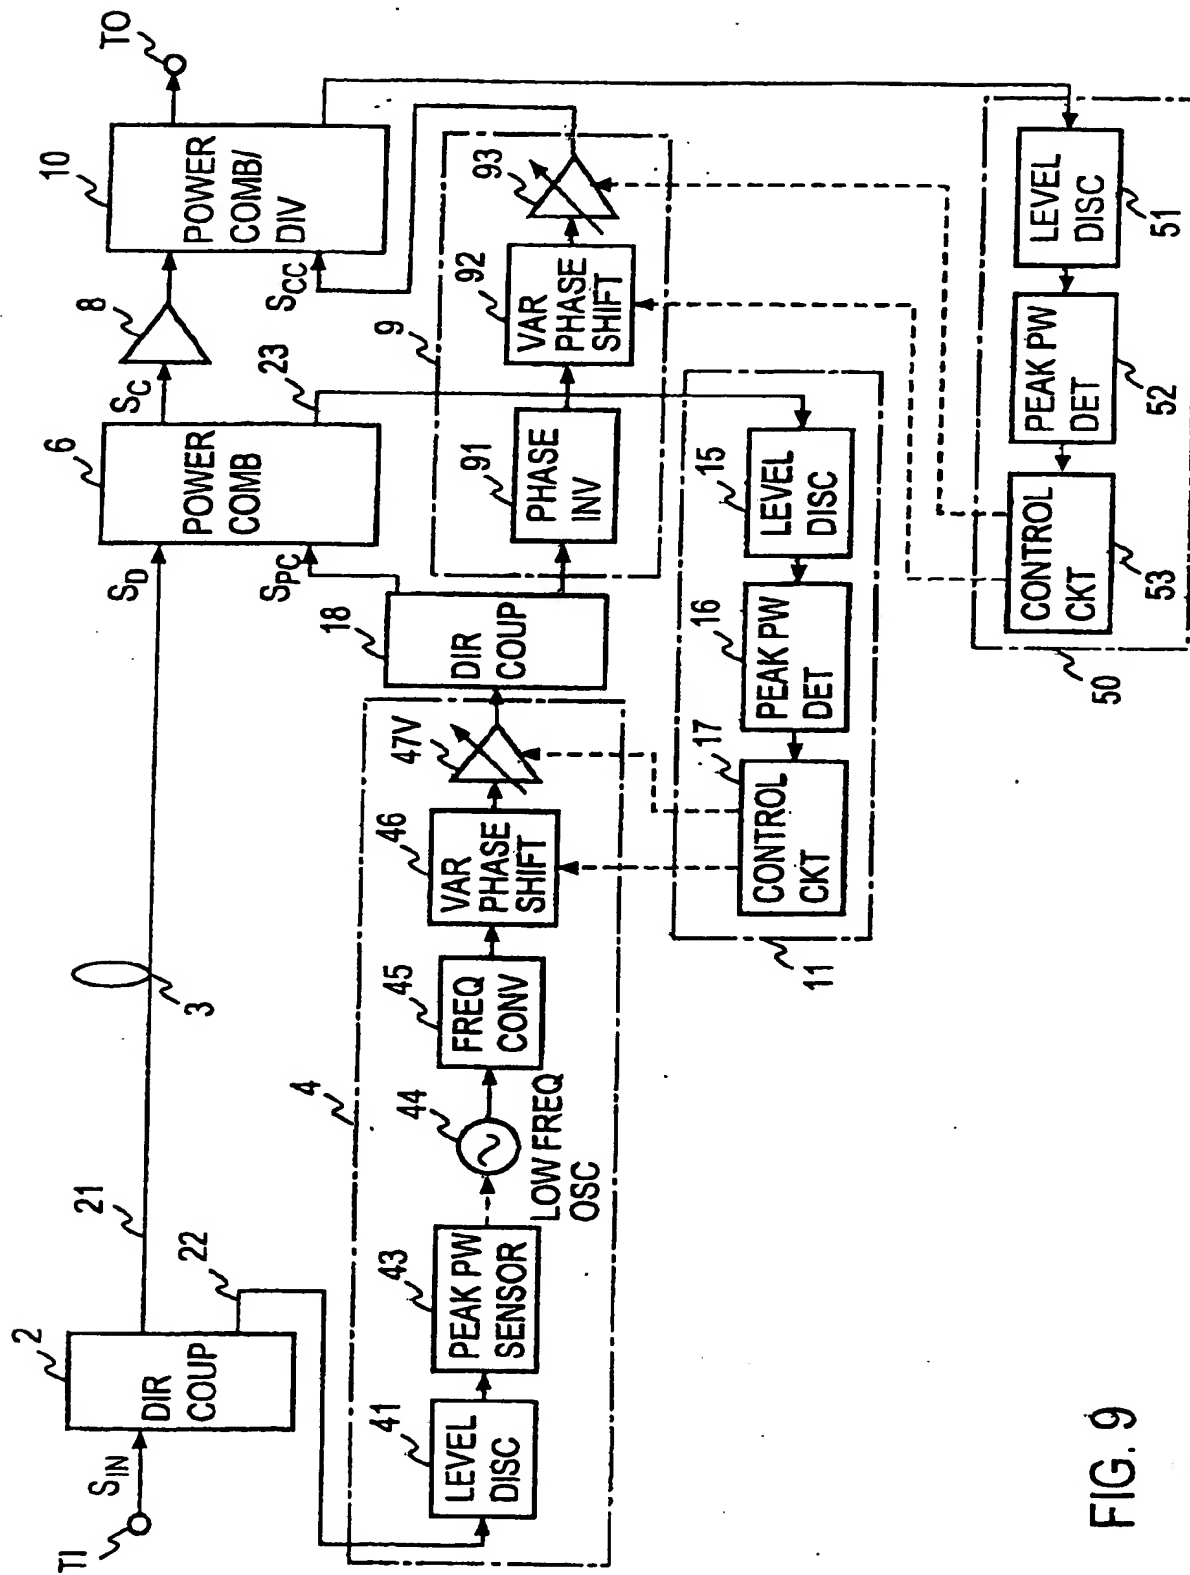 TI
S_IN
2
DIR
COUP
21
22
3
S_D
6
POWER
COMB
S_C
8
10
POWER
COMB/
DIV
TO
S_CC
S_PC
23
4
41
LEVEL
DISC
43
PEAK PW
SENSOR
44
LOW FREQ
OSC
45
FREQ
CONV
46
VAR
PHASE
SHIFT
47V
18
DIR
COUP
9
91
PHASE
INV
92
VAR
PHASE
SHIFT
93
11
15
LEVEL
DISC
16
PEAK PW
DET
17
CONTROL
CKT
50
LEVEL
DISC
51
PEAK PW
DET
52
CONTROL
CKT
53
FIG. 9